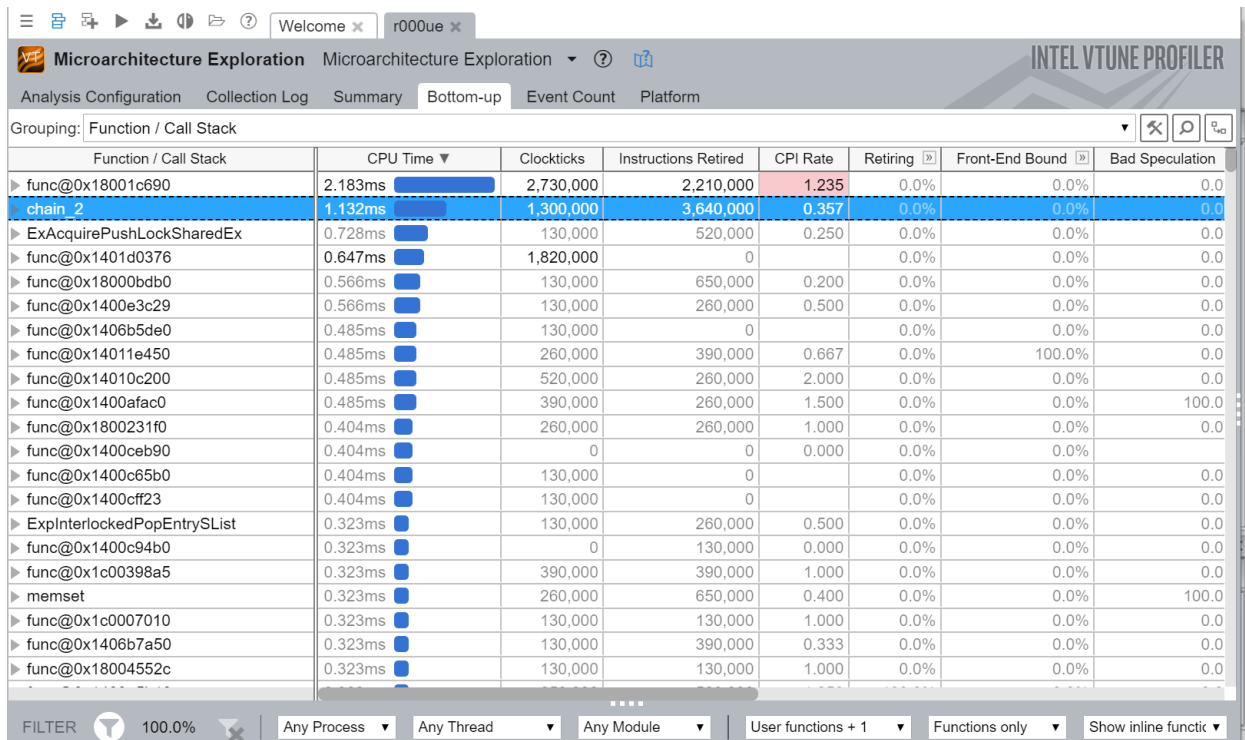 Welcome ×
r000ue ×
Microarchitecture Exploration Microarchitecture Exploration
INTEL VTUNE PROFILER
Analysis Configuration Collection Log Summary Bottom-up Event Count Platform
Grouping: Function / Call Stack
Function / Call Stack CPU Time ▼ Clockticks Instructions Retired CPI Rate Retiring » Front-End Bound » Bad Speculation
func@0x18001c690 2.183ms 2,730,000 2,210,000 1.235 0.0% 0.0% 0.0
chain_2 1.132ms 1,300,000 3,640,000 0.357 0.0% 0.0% 0.0
ExAcquirePushLockSharedEx 0.728ms 130,000 520,000 0.250 0.0% 0.0% 0.0
func@0x1401d0376 0.647ms 1,820,000 0 0.0% 0.0% 0.0
func@0x18000bdb0 0.566ms 130,000 650,000 0.200 0.0% 0.0% 0.0
func@0x1400e3c29 0.566ms 130,000 260,000 0.500 0.0% 0.0% 0.0
func@0x1406b5de0 0.485ms 130,000 0 0.0% 0.0% 0.0
func@0x14011e450 0.485ms 260,000 390,000 0.667 0.0% 100.0% 0.0
func@0x14010c200 0.485ms 520,000 260,000 2.000 0.0% 0.0% 0.0
func@0x1400afac0 0.485ms 390,000 260,000 1.500 0.0% 0.0% 100.0
func@0x1800231f0 0.404ms 260,000 260,000 1.000 0.0% 0.0% 0.0
func@0x1400ceb90 0.404ms 0 0 0.000 0.0% 0.0%
func@0x1400c65b0 0.404ms 130,000 0 0.0% 0.0% 0.0
func@0x1400cff23 0.404ms 130,000 0 0.0% 0.0% 0.0
ExpInterlockedPopEntrySList 0.323ms 130,000 260,000 0.500 0.0% 0.0% 0.0
func@0x1400c94b0 0.323ms 0 130,000 0.000 0.0% 0.0% 0.0
func@0x1c00398a5 0.323ms 390,000 390,000 1.000 0.0% 0.0% 0.0
memset 0.323ms 260,000 650,000 0.400 0.0% 0.0% 100.0
func@0x1c0007010 0.323ms 130,000 130,000 1.000 0.0% 0.0% 0.0
func@0x1406b7a50 0.323ms 130,000 390,000 0.333 0.0% 0.0% 0.0
func@0x18004552c 0.323ms 130,000 130,000 1.000 0.0% 0.0% 0.0
FILTER 100.0% Any Process Any Thread Any Module User functions + 1 Functions only Show inline functic